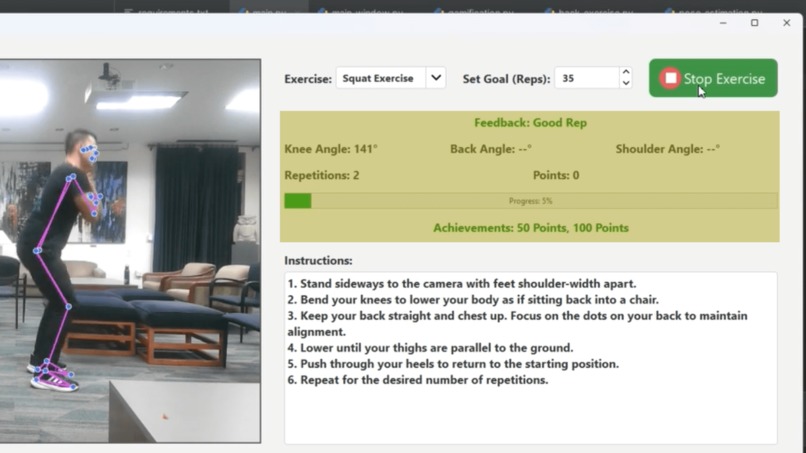 Exercise: Squat Exercise Set Goal (Reps): 35 Stop Exercise
Feedback: Good Rep
Knee Angle: 141° Back Angle: --° Shoulder Angle: --°
Repetitions: 2 Points: 0
Progress: 5%
Achievements: 50 Points, 100 Points
Instructions:
1. Stand sideways to the camera with feet shoulder-width apart.
2. Bend your knees to lower your body as if sitting back into a chair.
3. Keep your back straight and chest up. Focus on the dots on your back to maintain
alignment.
4. Lower until your thighs are parallel to the ground.
5. Push through your heels to return to the starting position.
6. Repeat for the desired number of repetitions.